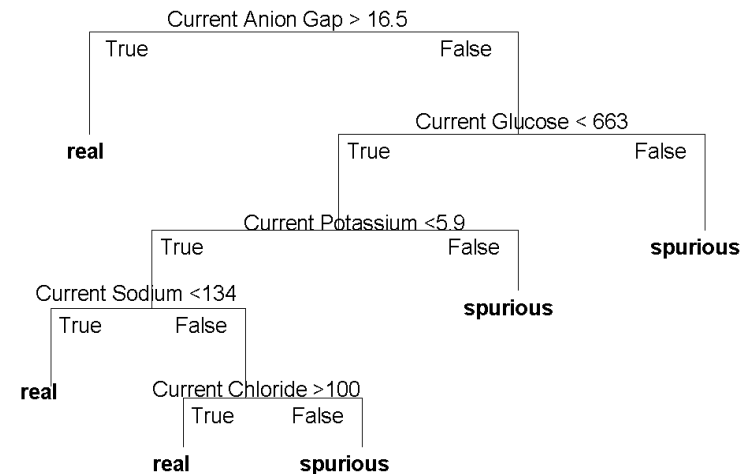 Current Anion Gap > 16.5
True False
Current Glucose < 663
real True False
Current Potassium <5.9
True False spurious
Current Sodium <134
spurious
True False
real Current Chloride >100
True False
real spurious